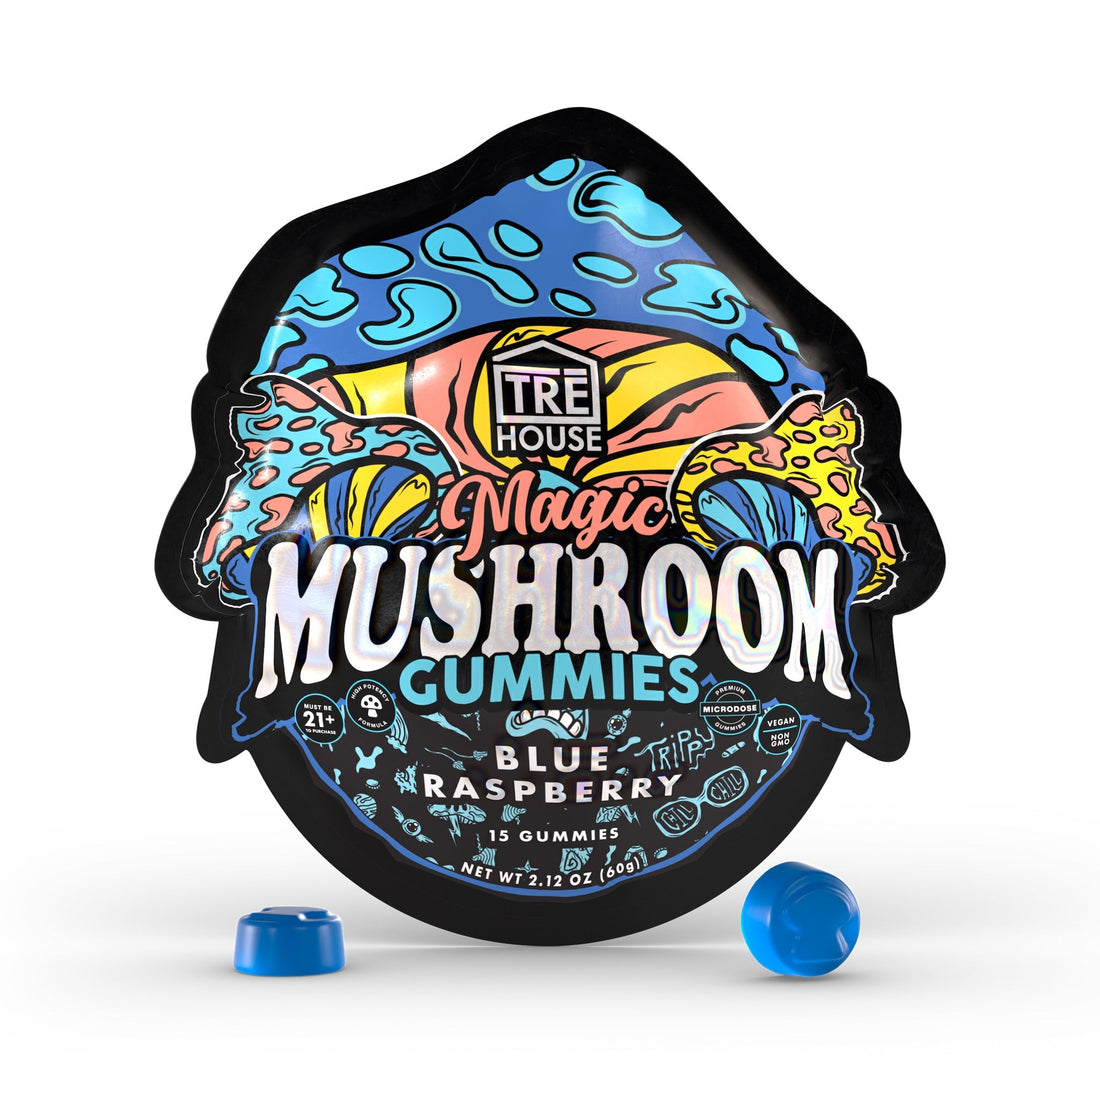 TRĒ
HOUSE
Magic
MUSHROOM
GUMMIES
MUST BE
21+
TO PURCHASE
HIGH POTENCY
FORMULA
PREMIUM
MICRODOSE
GUMMIES
VEGAN
NON
GMO
BLUE
RASPBERRY
TRIPPY
CHILL CHILL
15 GUMMIES
NET WT 2.12 OZ (60g)